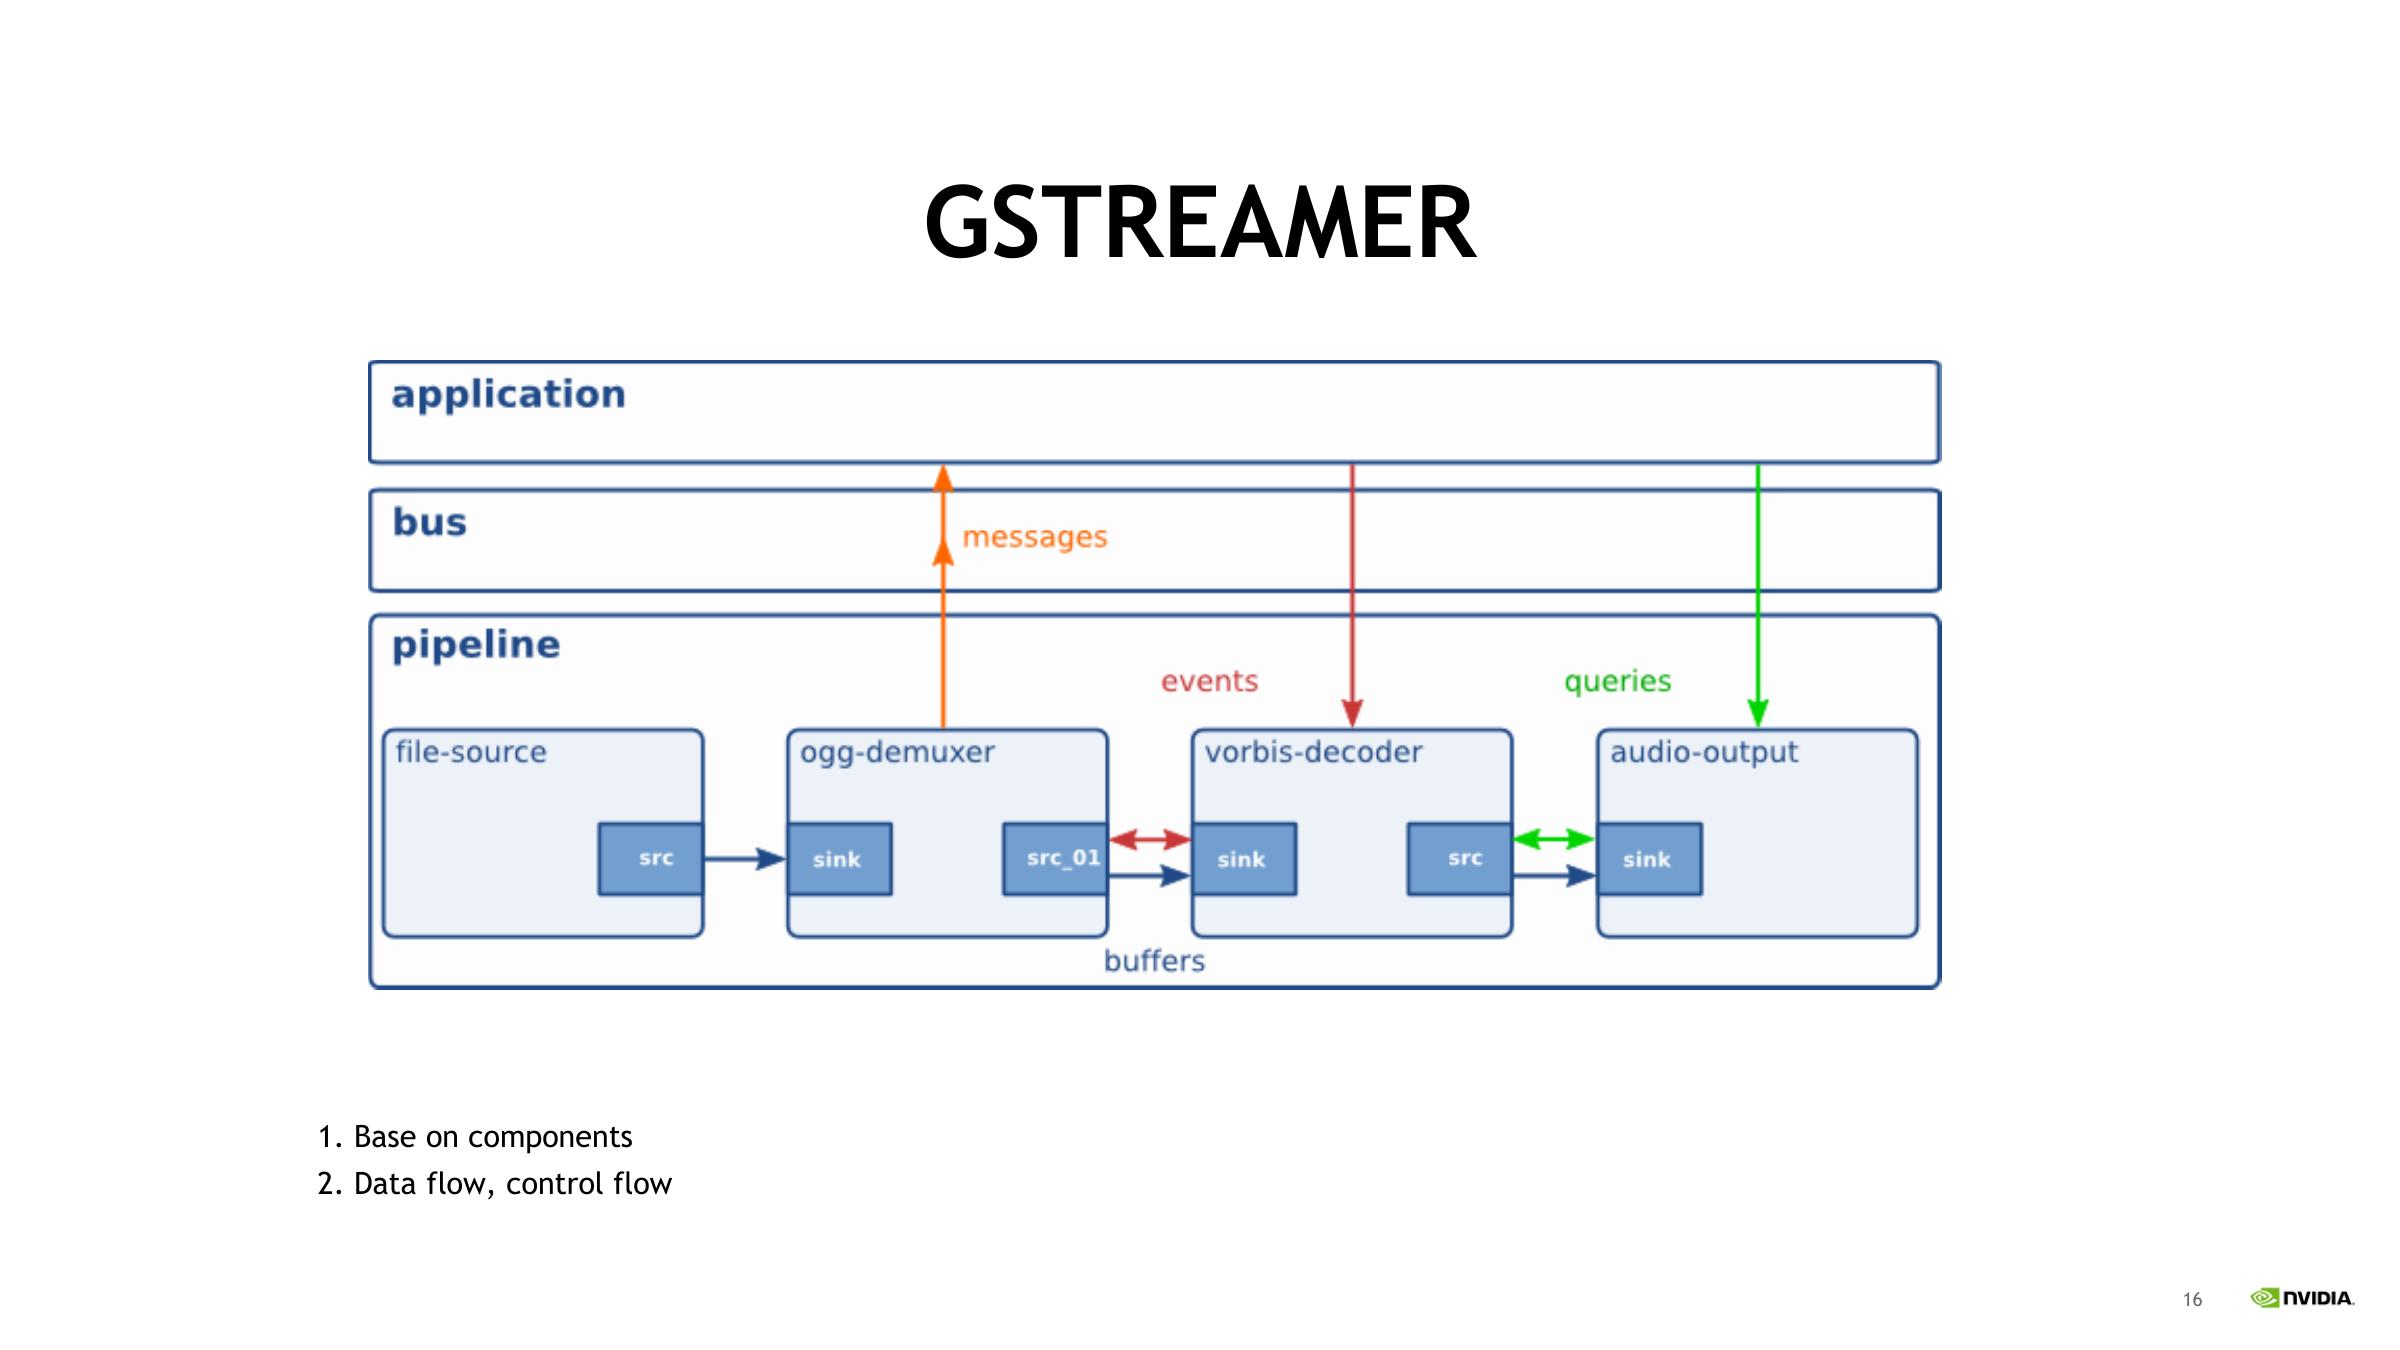 GSTREAMER
application
bus
messages
pipeline
events
queries
file-source
ogg-demuxer
vorbis-decoder
audio-output
src
sink
src_01
sink
src
sink
buffers
1. Base on components
2. Data flow, control flow
16
NVIDIA.